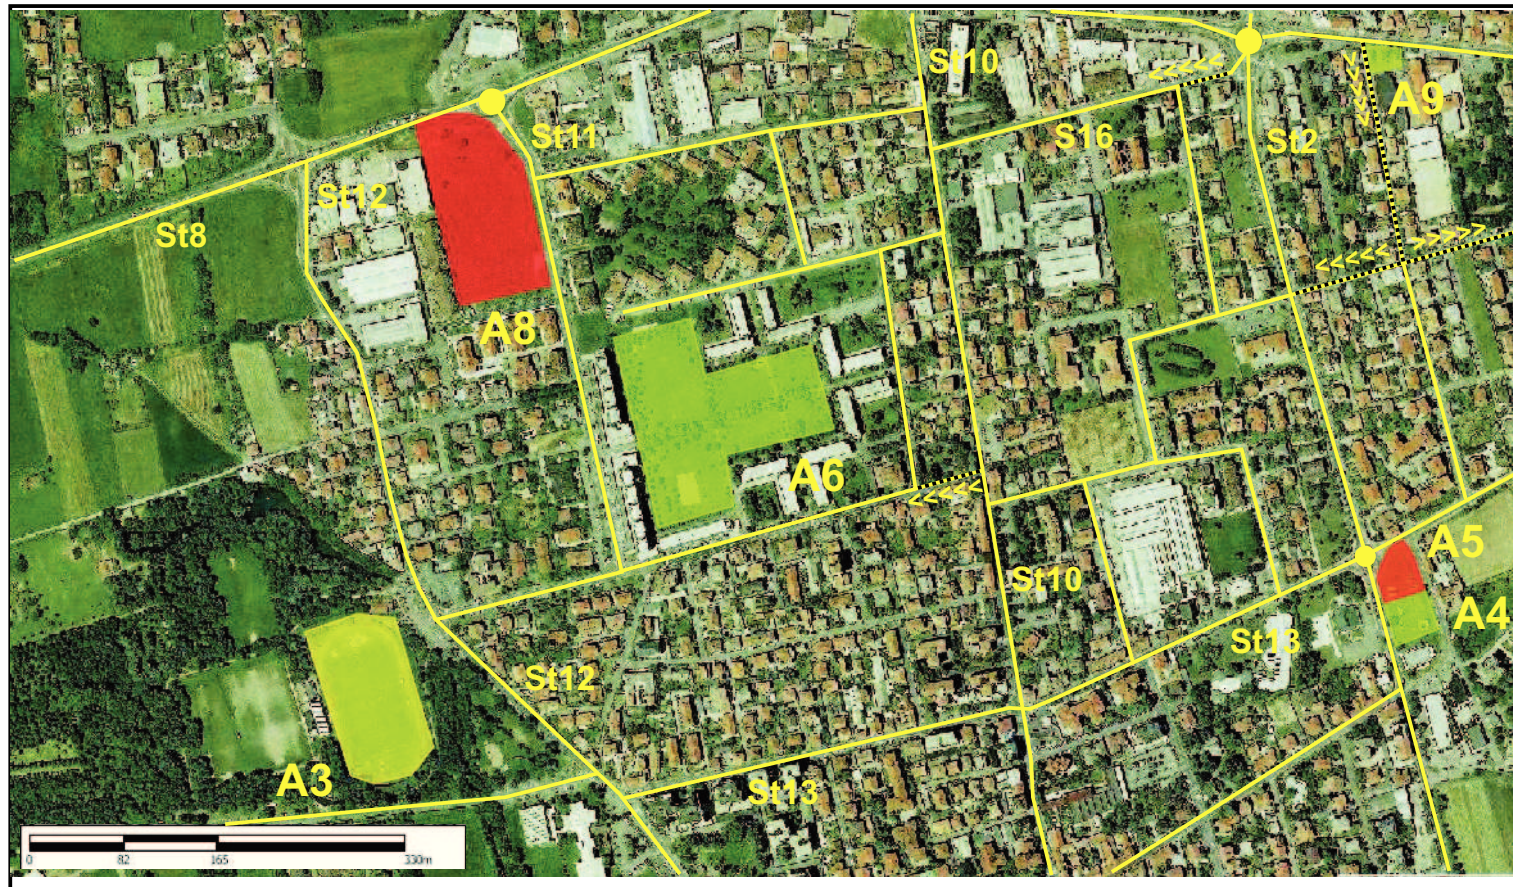 St10
<<<<<
A9
St11
S16
St2
<<<<<
St12
St8
<<<<<
>>>>>
A8
A6
<<<<<
St10
A5
A4
St13
St12
A3
St13
0
82
165
330m